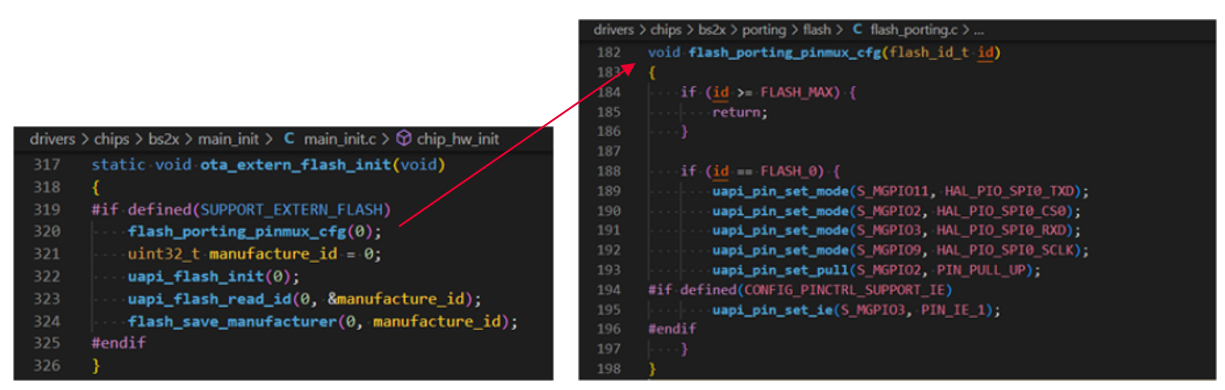 drivers > chips > bs2x > main_init > C main_init.c > chip_hw_init
317 static void ota_extern_flash_init(void)
318 {
319 #if defined(SUPPORT_EXTERN_FLASH)
320 flash_porting_pinmux_cfg(0);
321 uint32_t manufacture_id = 0;
322 uapi_flash_init(0);
323 uapi_flash_read_id(0, &manufacture_id);
324 flash_save_manufacturer(0, manufacture_id);
325 #endif
326 }
drivers > chips > bs2x > porting > flash > C flash_porting.c > ...
182 void flash_porting_pinmux_cfg(flash_id_t id)
183 {
184 if (id >= FLASH_MAX) {
185 return;
186 }
187
188 if (id == FLASH_0) {
189 uapi_pin_set_mode(S_MGPIO11, HAL_PIO_SPI0_TXD);
190 uapi_pin_set_mode(S_MGPIO2, HAL_PIO_SPI0_CS0);
191 uapi_pin_set_mode(S_MGPIO3, HAL_PIO_SPI0_RXD);
192 uapi_pin_set_mode(S_MGPIO9, HAL_PIO_SPI0_SCLK);
193 uapi_pin_set_pull(S_MGPIO2, PIN_PULL_UP);
194 #if defined(CONFIG_PINCTRL_SUPPORT_IE)
195 uapi_pin_set_ie(S_MGPIO3, PIN_IE_1);
196 #endif
197 }
198 }